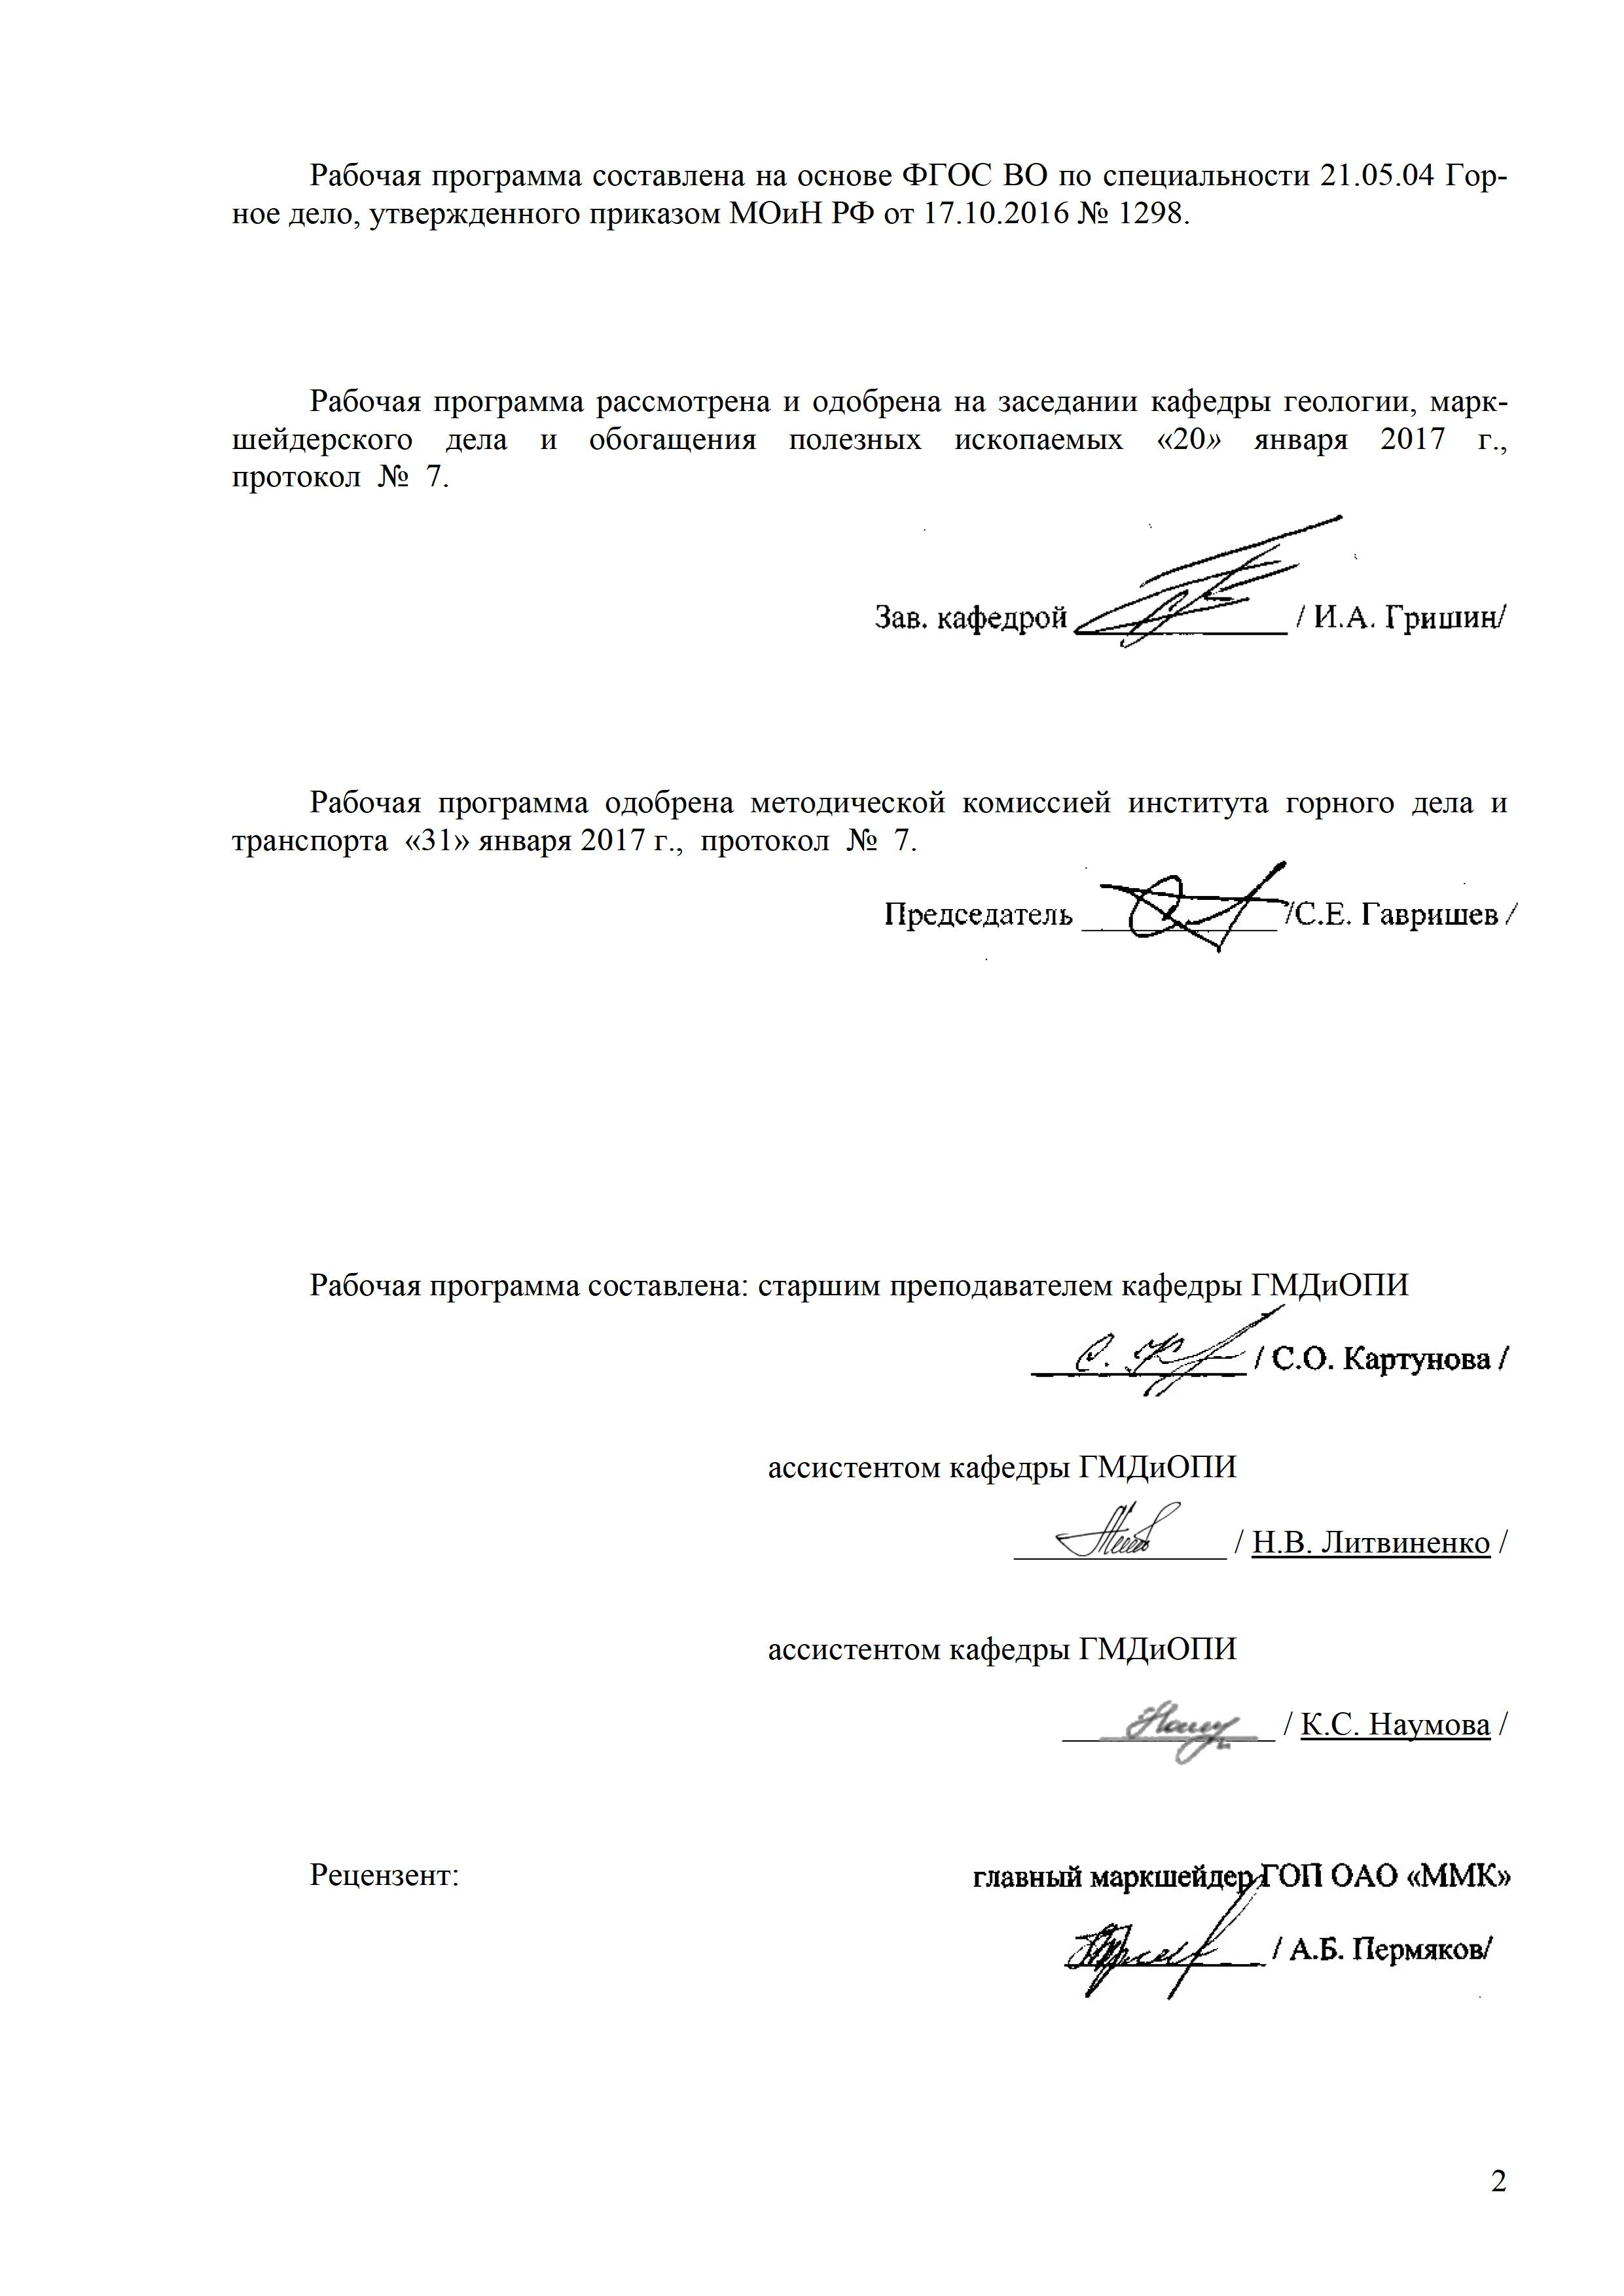 Рабочая программа составлена на основе ФГОС ВО по специальности 21.05.04 Гор-
ное дело, утвержденного приказом МОиН РФ от 17.10.2016 № 1298.
Рабочая программа рассмотрена и одобрена на заседании кафедры геологии, марк-
шейдерского дела и обогащения полезных ископаемых «20» января 2017 г.,
протокол № 7.
Зав. кафедрой / И.А. Гришин/
Рабочая программа одобрена методической комиссией института горного дела и
транспорта «31» января 2017 г., протокол № 7.
Председатель /С.Е. Гавришев /
Рабочая программа составлена: старшим преподавателем кафедры ГМДиОПИ
/ С.О. Картунова /
ассистентом кафедры ГМДиОПИ
/ Н.В. Литвиненко /
ассистентом кафедры ГМДиОПИ
/ К.С. Наумова /
Рецензент: главный маркшейдер ГОП ОАО «ММК»
/ А.Б. Пермяков/
2